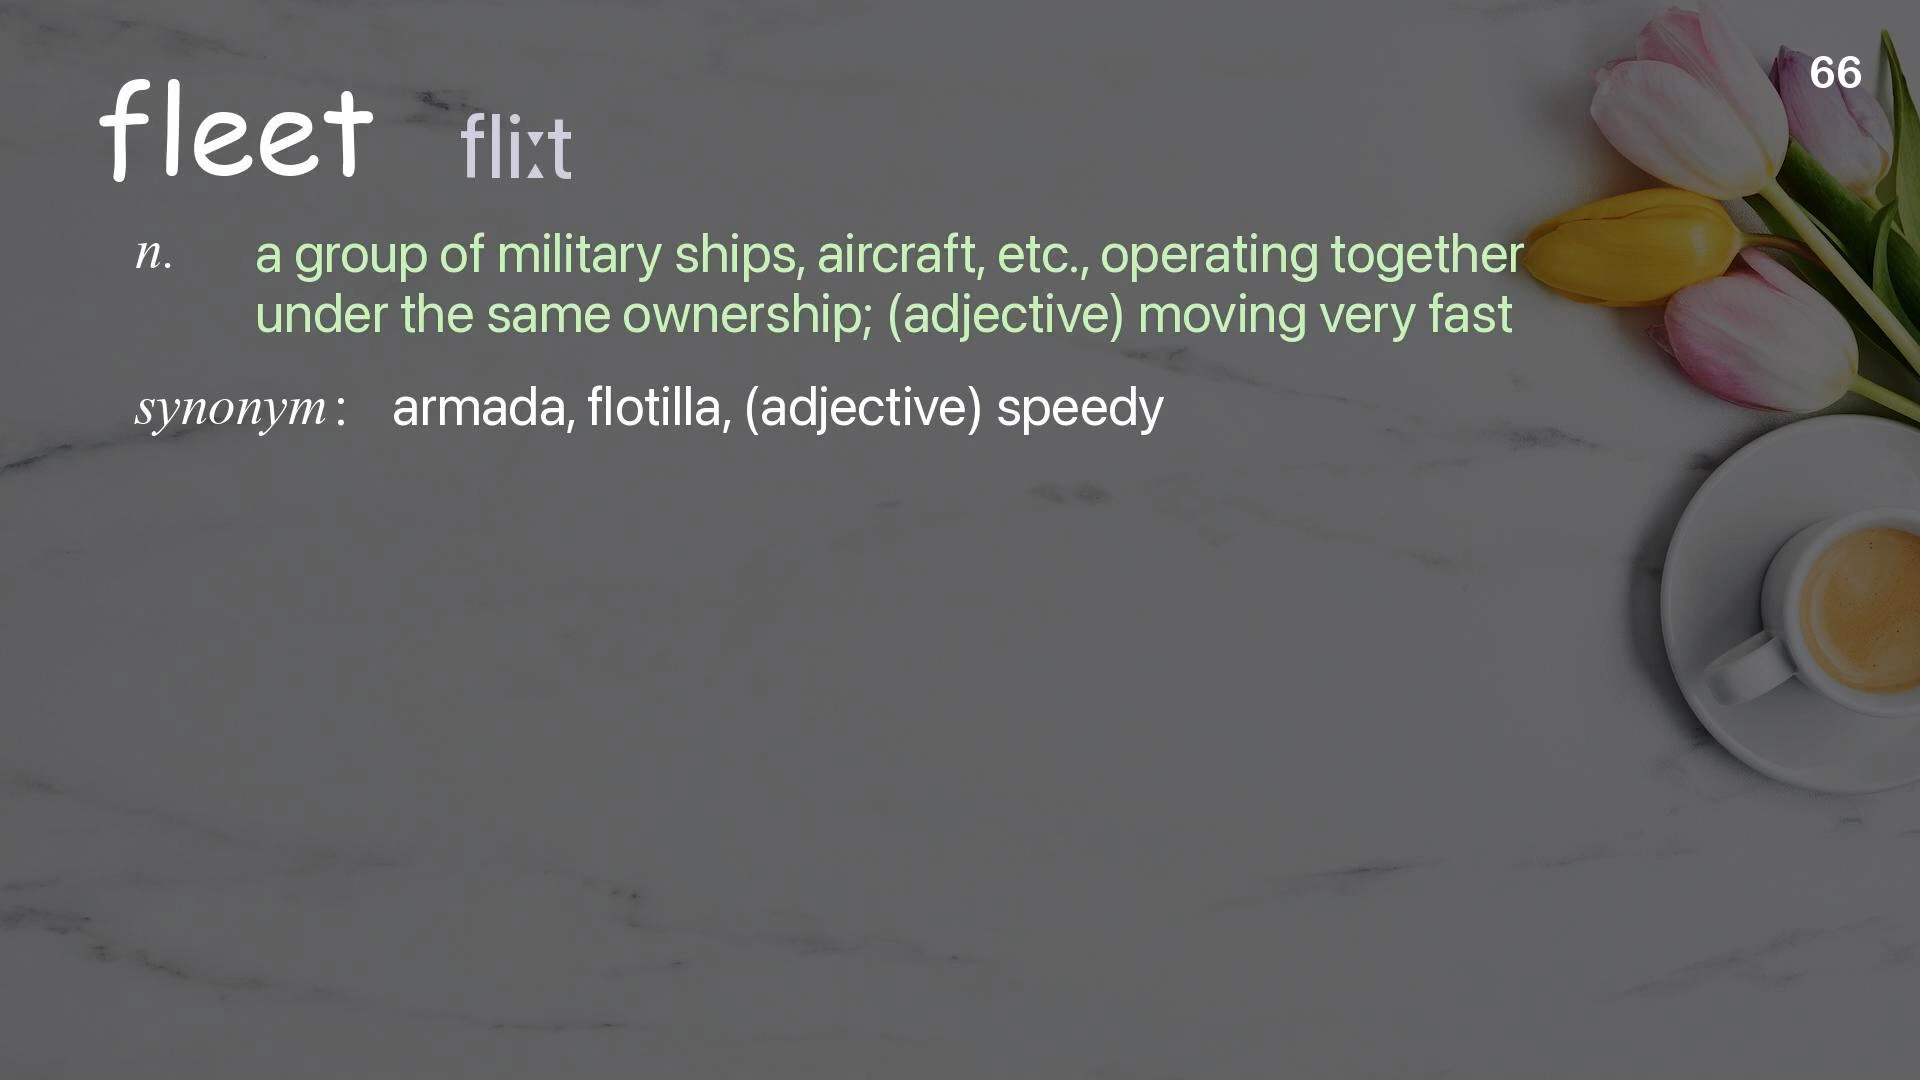 66
fleet fliːt
n. a group of military ships, aircraft, etc., operating together
under the same ownership; (adjective) moving very fast
synonym: armada, flotilla, (adjective) speedy